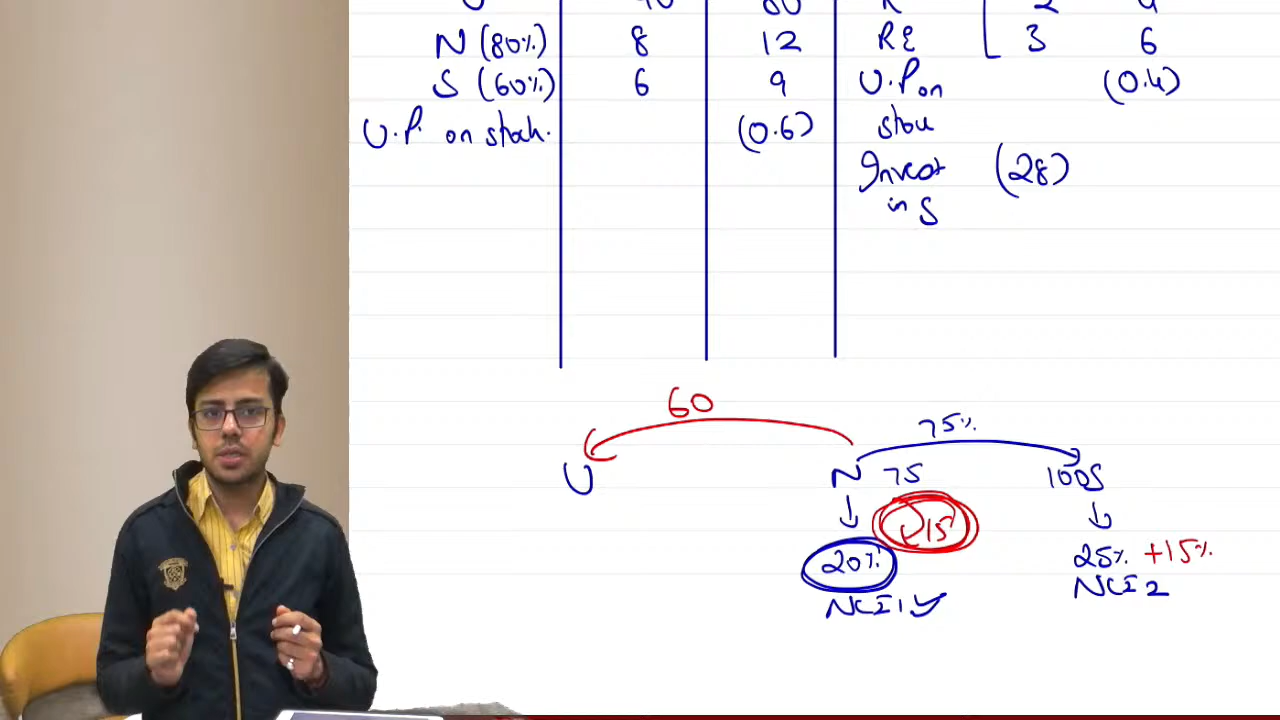 N (80%) 8 12 RE 3 6
S (60%) 6 9 U.P on (0.4)
U.P. on stock. (0.6)
Invest (28)
in S
60
75%
U N 75 100S
15
20% 25% +15%
NCI 1 NCI 2